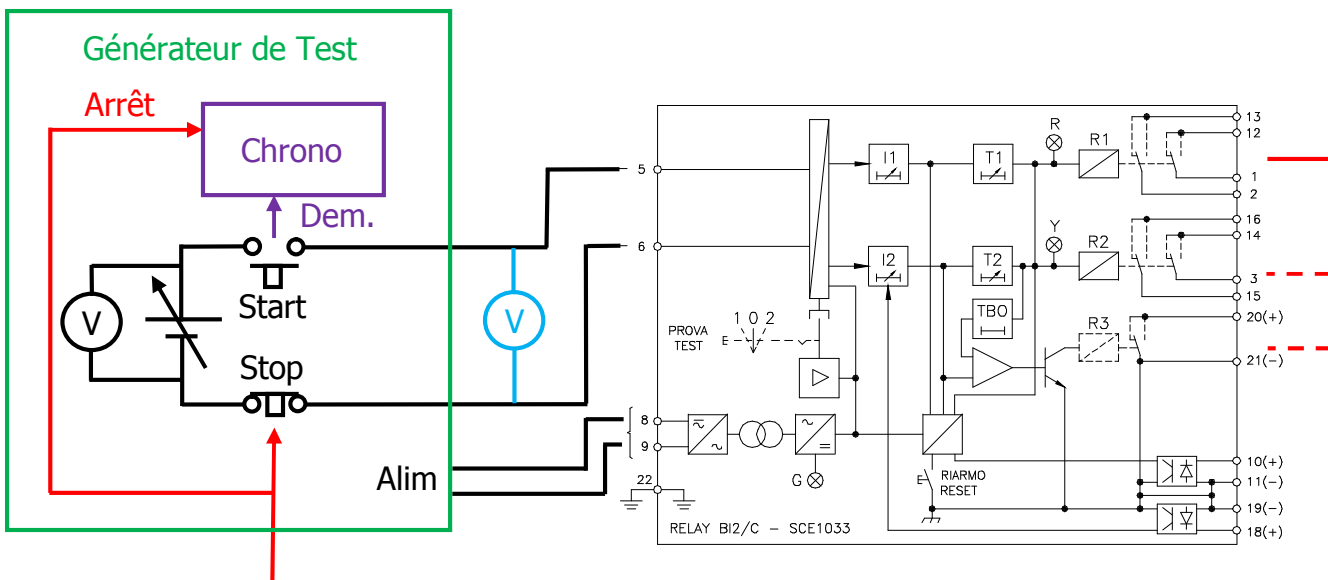 Générateur de Test
Arrêt
Chrono
Dem.
Start
V
V
Stop
Alim
5
6
8
9
22
PROVA
TEST
1 0 2
E
I1
T1
R
R1
I2
T2
Y
R2
TBO
R3
G
E
RIARMO
RESET
RELAY BI2/C - SCE1033
13
12
1
2
16
14
3
15
20(+)
21(-)
10(+)
11(-)
19(-)
18(+)